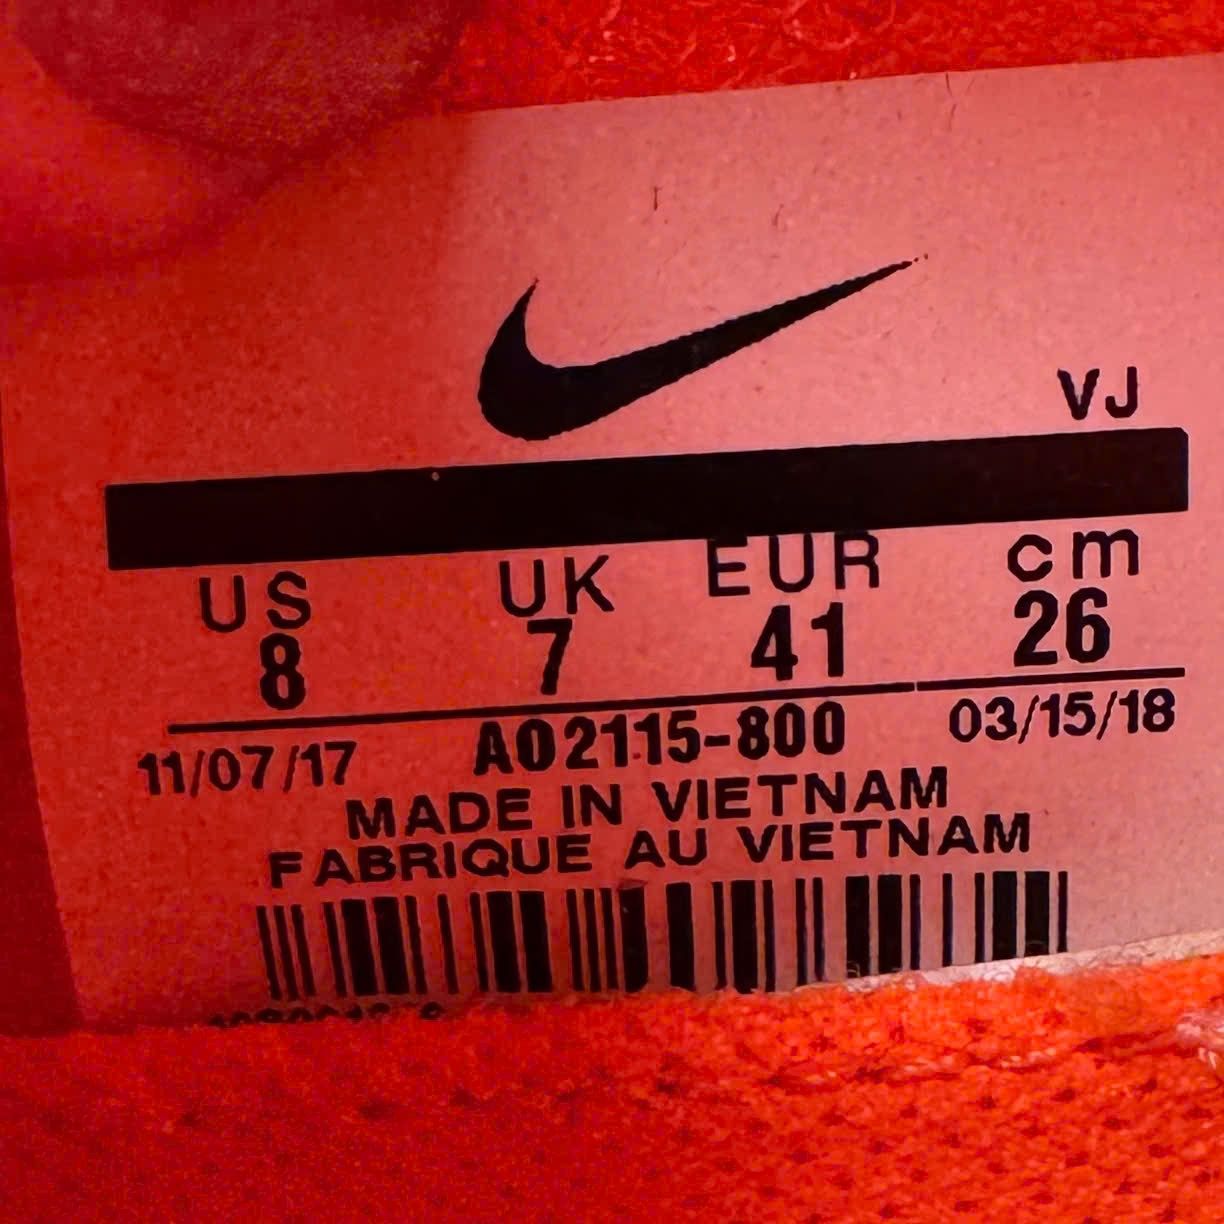 VJ
US UK EUR cm
8 7 41 26
11/07/17 AO2115-800 03/15/18
MADE IN VIETNAM
FABRIQUE AU VIETNAM